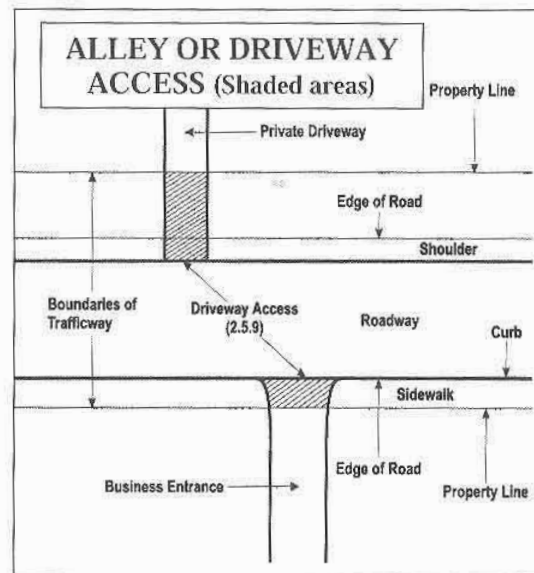 ALLEY OR DRIVEWAY
ACCESS (Shaded areas)
Property Line
Private Driveway
Edge of Road
Shoulder
Boundaries of
Trafficway
Driveway Access
(2.5.9)
Roadway
Curb
Sidewalk
Edge of Road
Business Entrance
Property Line